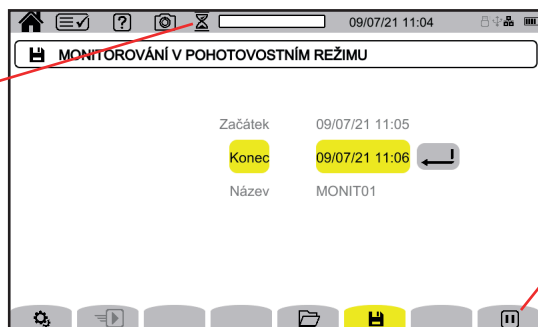 09/07/21 11:04
MONITOROVÁNÍ V POHOTOVOSTNÍM REŽIMU
Začátek 09/07/21 11:05
Konec 09/07/21 11:06
Název MONIT01